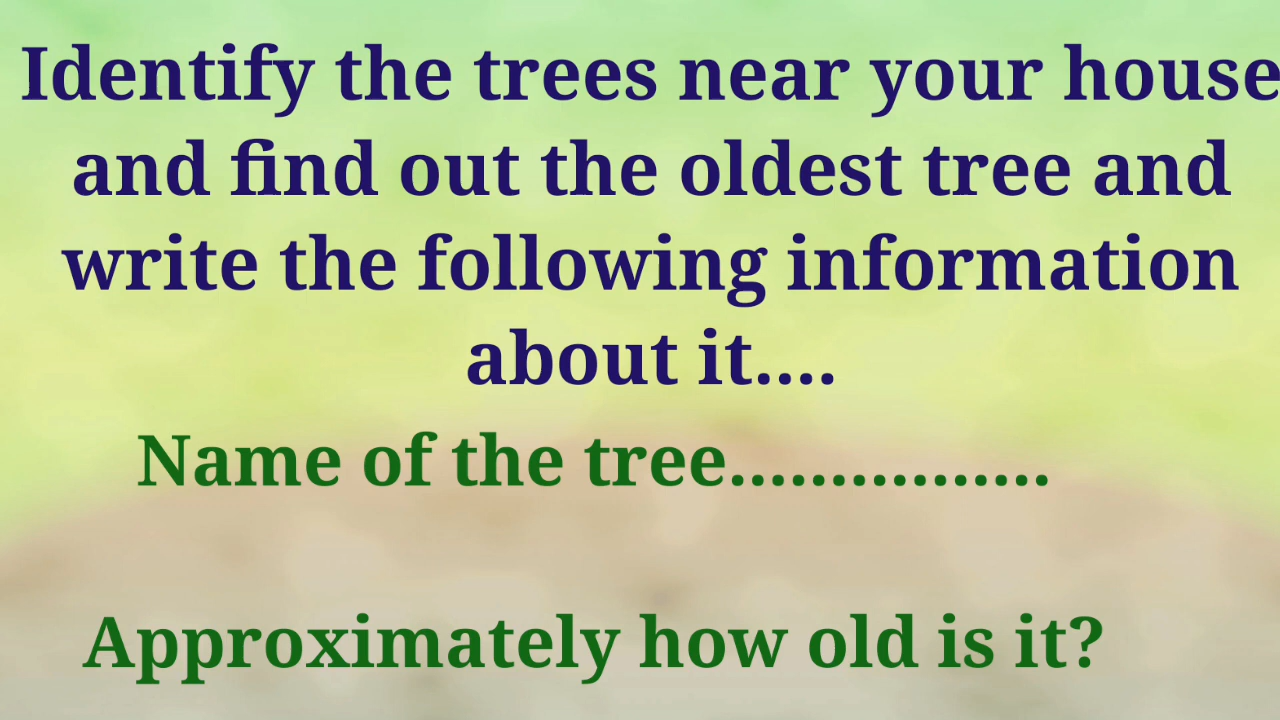 Identify the trees near your house
and find out the oldest tree and
write the following information
about it....
Name of the tree................
Approximately how old is it?